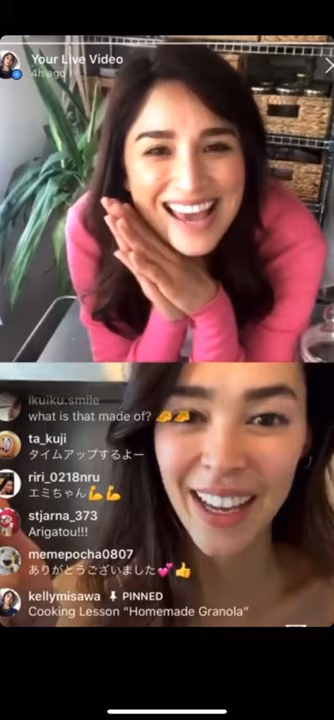 Your Live Video
4h ago
ikuiku.smile
what is that made of? 🧀🧀
ta_kuji
タイムアップするよー
riri_0218nru
エミちゃん💪💪
stjarna_373
Arigatou!!!
memepocha0807
ありがとうございました💕👍
kellymisawa 📌 PINNED
Cooking Lesson “Homemade Granola”